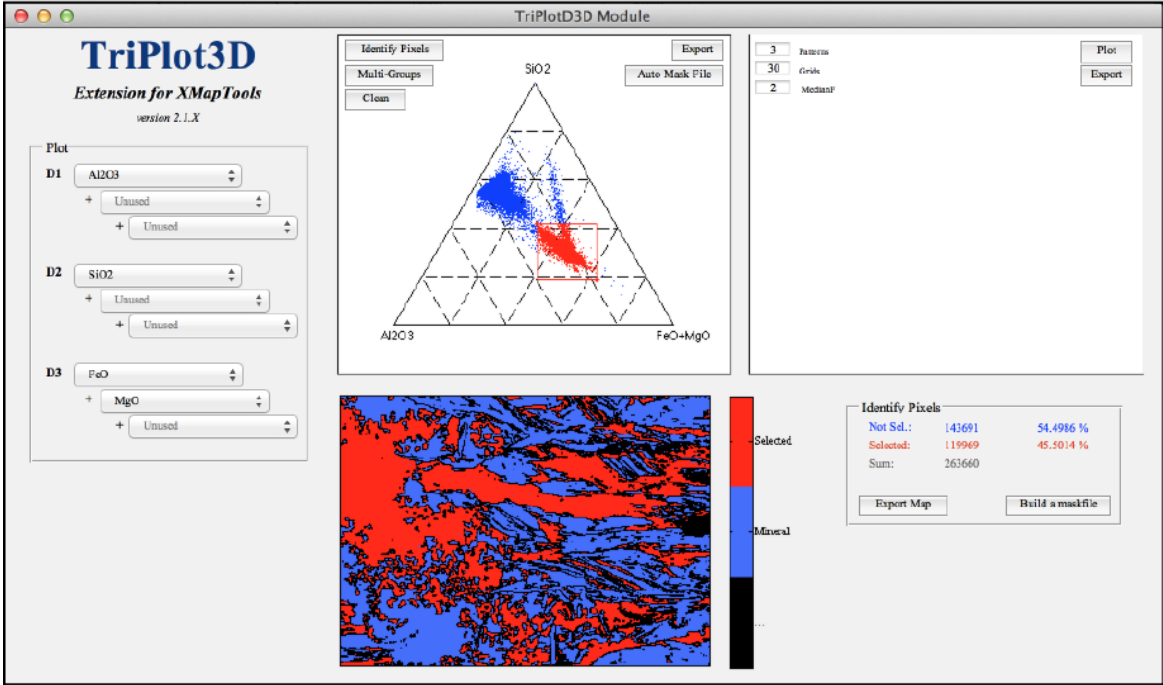 TriPlotD3D Module
TriPlot3D
Extension for XMapTools
version 2.1.X
Plot
D1 Al2O3
+ Unused
+ Unused
D2 SiO2
+ Unused
+ Unused
D3 FeO
+ MgO
+ Unused
Identify Pixels
Export
Multi-Groups
Auto Mask File
Clean
SiO2
Al2O3
FeO+MgO
3 Patterns
Plot
30 Grids
Export
2 MedianF
Selected
Mineral
...
Identify Pixels
Not Sel.: 143691 54.4986 %
Selected: 119969 45.5014 %
Sum: 263660
Export Map
Build a maskfile